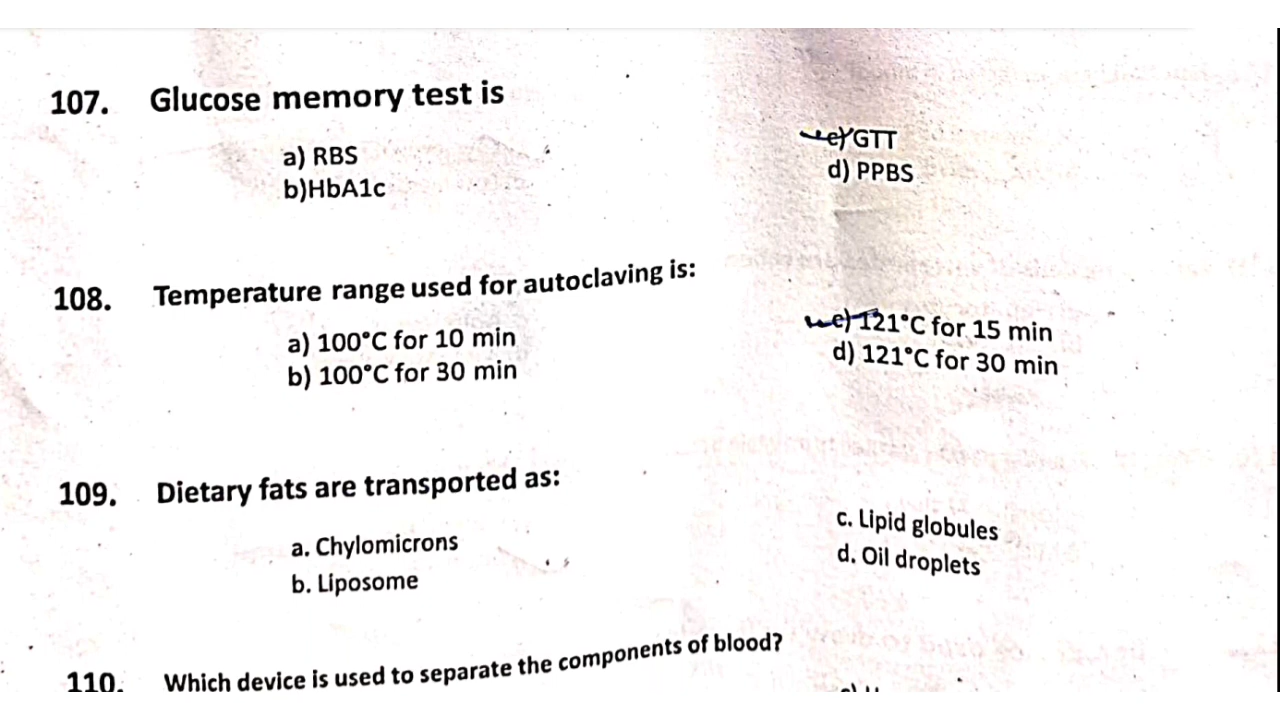 107. Glucose memory test is
a) RBS
b)HbA1c
c) GTT
d) PPBS
108. Temperature range used for autoclaving is:
a) 100°C for 10 min
b) 100°C for 30 min
c) 121°C for 15 min
d) 121°C for 30 min
109. Dietary fats are transported as:
a. Chylomicrons
b. Liposome
c. Lipid globules
d. Oil droplets
110. Which device is used to separate the components of blood?